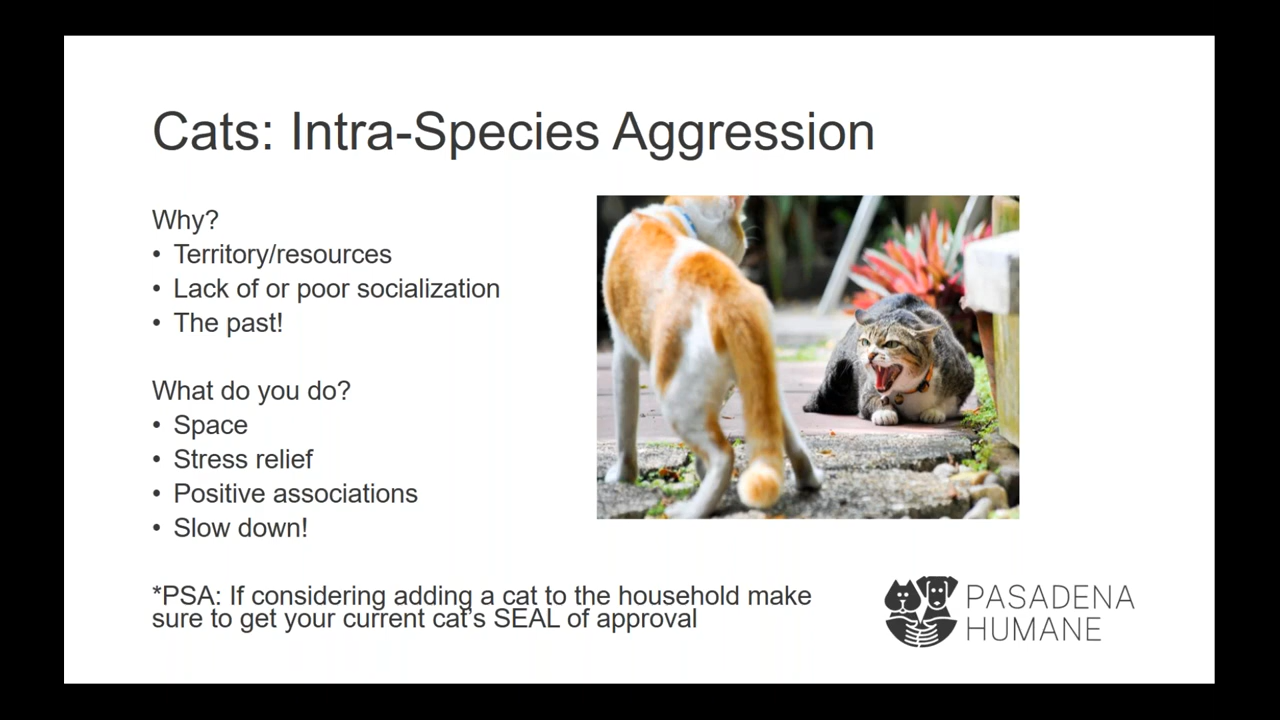 Cats: Intra-Species Aggression
Why?
• Territory/resources
• Lack of or poor socialization
• The past!
What do you do?
• Space
• Stress relief
• Positive associations
• Slow down!
*PSA: If considering adding a cat to the household make
sure to get your current cat's SEAL of approval
PASADENA
HUMANE